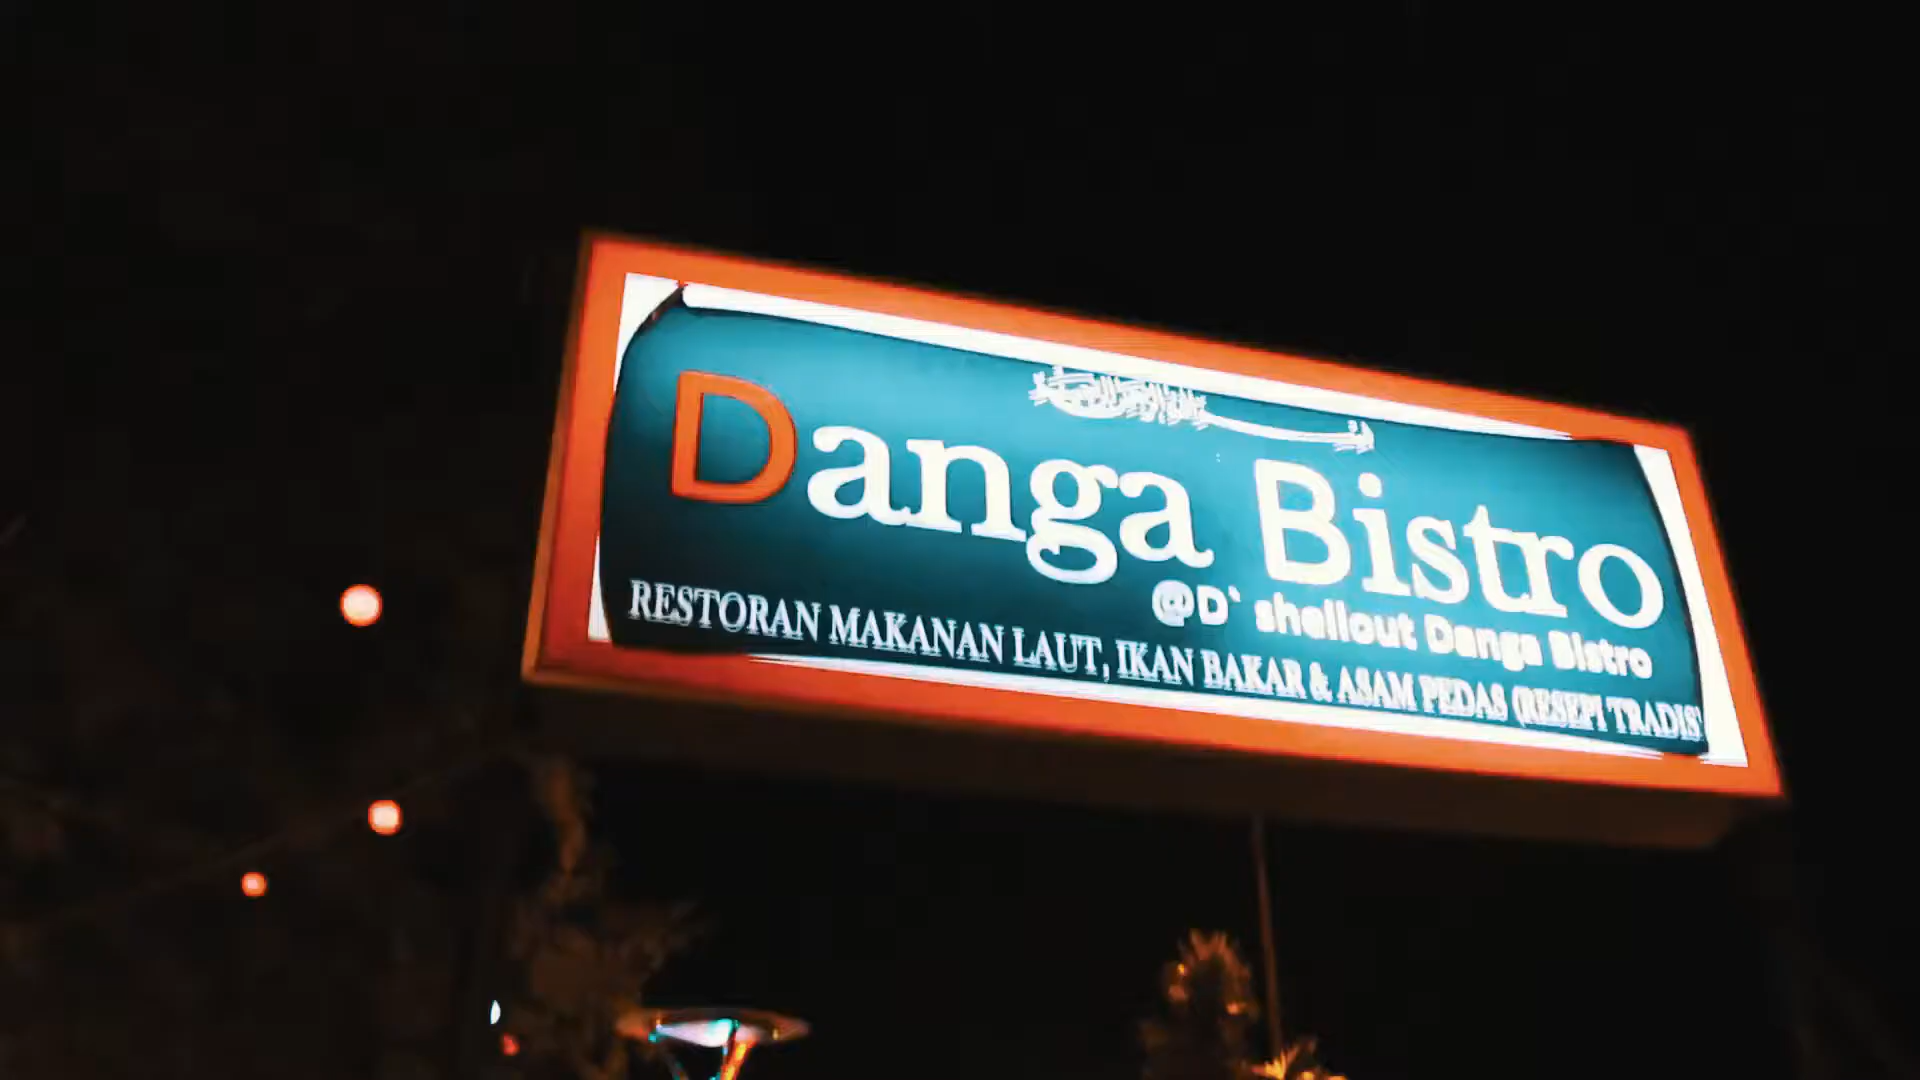 Danga Bistro
@D` shellout Danga Bistro
RESTORAN MAKANAN LAUT, IKAN BAKAR & ASAM PEDAS (RESEPI TRADIS